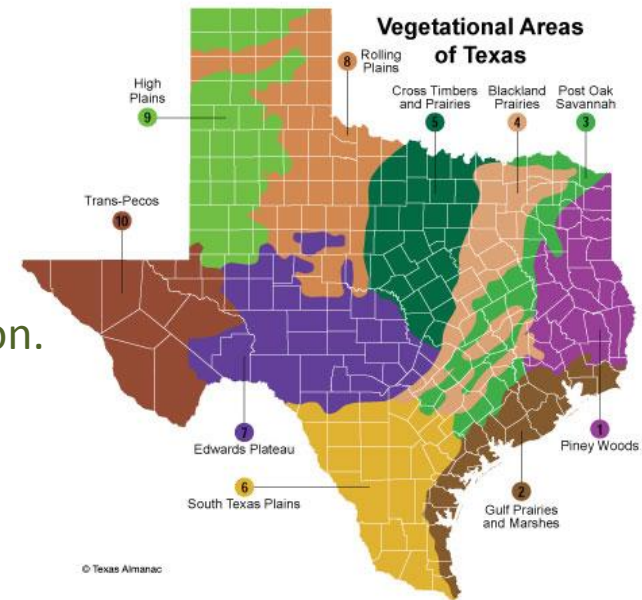 Vegetational Areas
of Texas
8
Rolling
Plains
High
Plains
9
Cross Timbers
and Prairies
5
Blackland
Prairies
4
Post Oak
Savannah
3
Trans-Pecos
10
on.
7
Edwards Plateau
6
South Texas Plains
1
Piney Woods
2
Gulf Prairies
and Marshes
© Texas Almanac